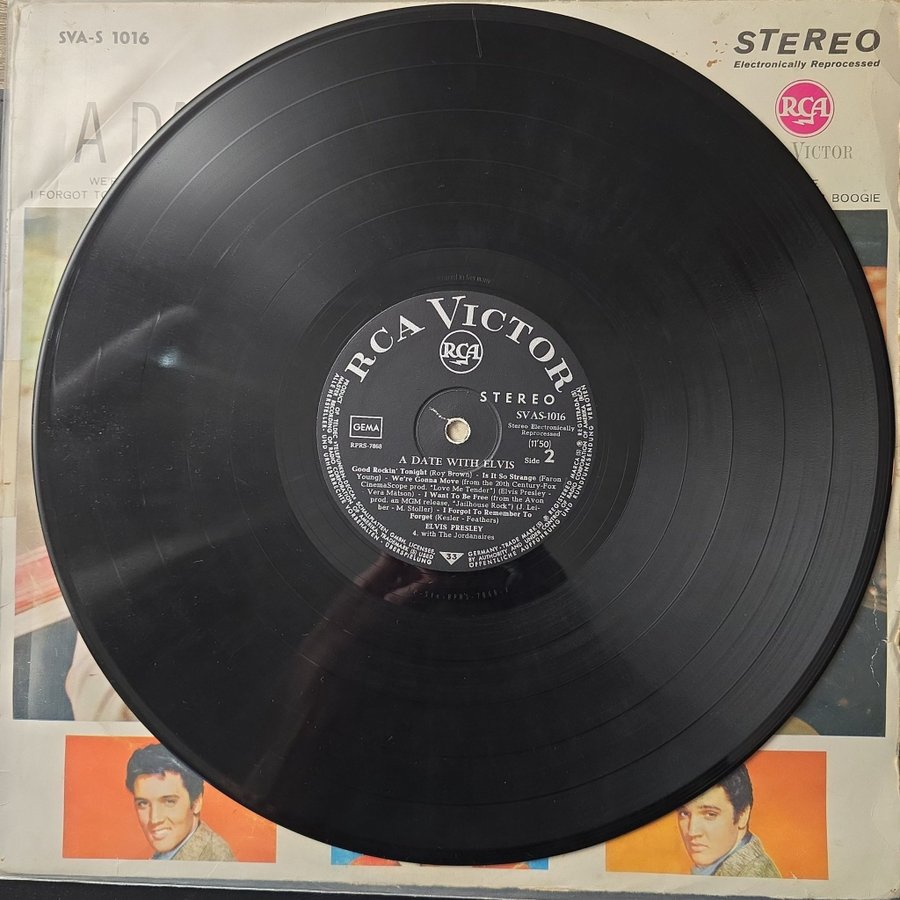 SVA-S 1016
STEREO
Electronically Reprocessed
RCA
VICTOR
A DA
WE'
I FORGOT TO
BOOGIE
RCA VICTOR
RCA
STEREO
GEMA
RPRS-7868
SVAS-1016
Stereo Electronically
Reprocessed
(11'50)
Side 2
A DATE WITH ELVIS
Good Rockin' Tonight (Roy Brown) - Is It So Strange (Faron
Young) - We're Gonna Move (from the 20th Century-Fox
CinemaScope prod. "Love Me Tender") (Elvis Presley -
Vera Matson) - I Want To Be Free (from the Avon
prod. an MGM release, "Jailhouse Rock") (J. Lei-
ber - M. Stoller) - I Forgot To Remember To
Forget (Kesler - Feathers)
ELVIS PRESLEY
4. with The Jordanaires
33